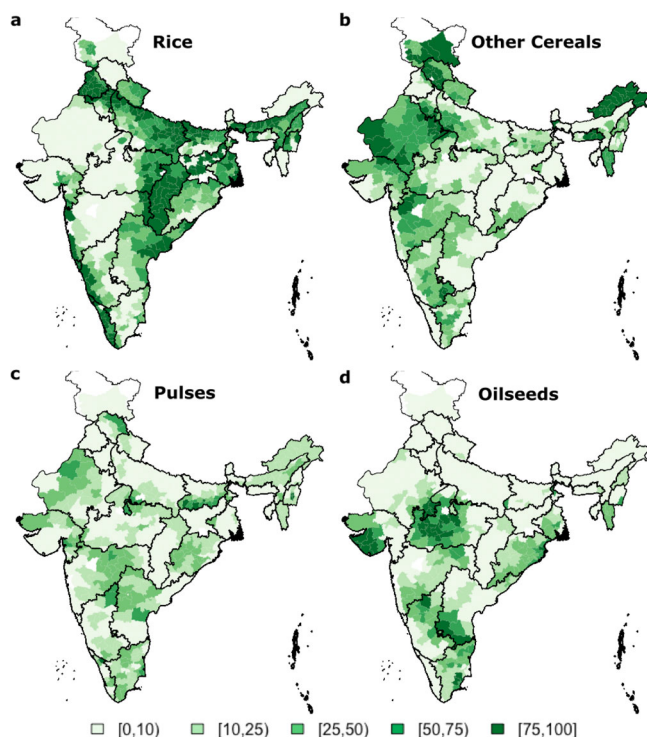 a
Rice
b
Other Cereals
c
Pulses
d
Oilseeds
[0,10) [10,25) [25,50) [50,75) [75,100]